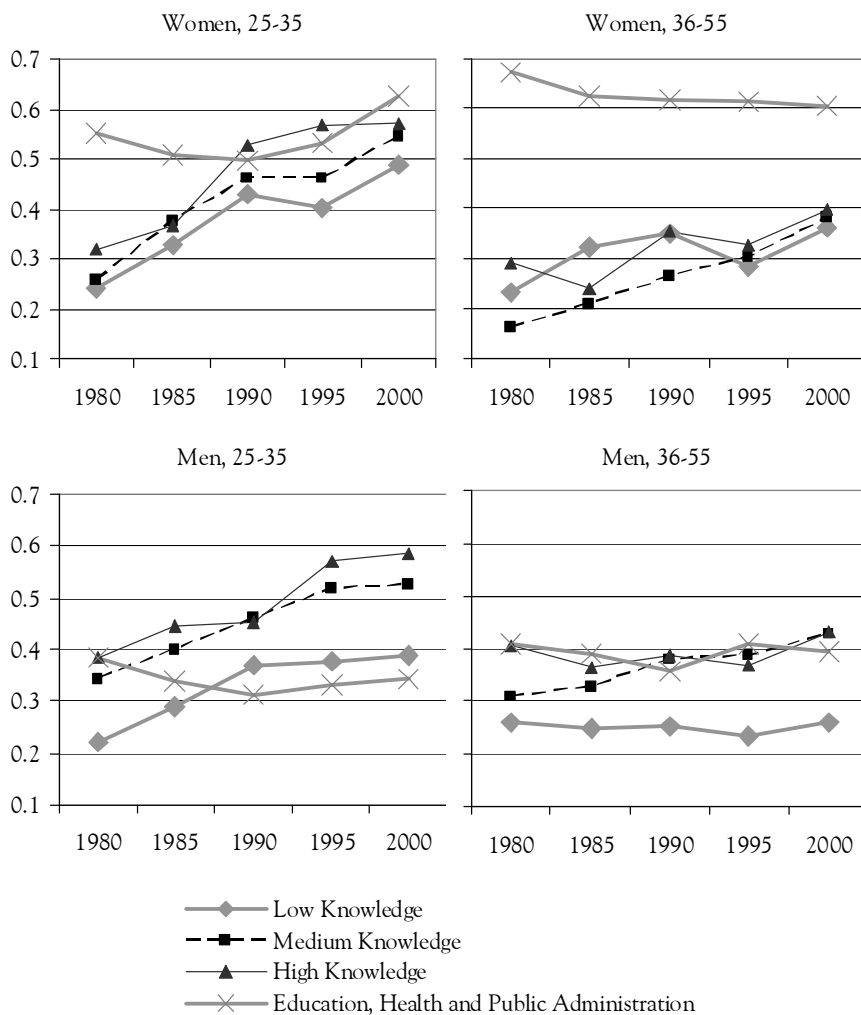 Women, 25-35
Women, 36-55
0.7
0.6
0.5
0.4
0.3
0.2
0.1
1980 1985 1990 1995 2000
1980 1985 1990 1995 2000
Men, 25-35
Men, 36-55
0.7
0.6
0.5
0.4
0.3
0.2
0.1
1980 1985 1990 1995 2000
1980 1985 1990 1995 2000
Low Knowledge
Medium Knowledge
High Knowledge
Education, Health and Public Administration